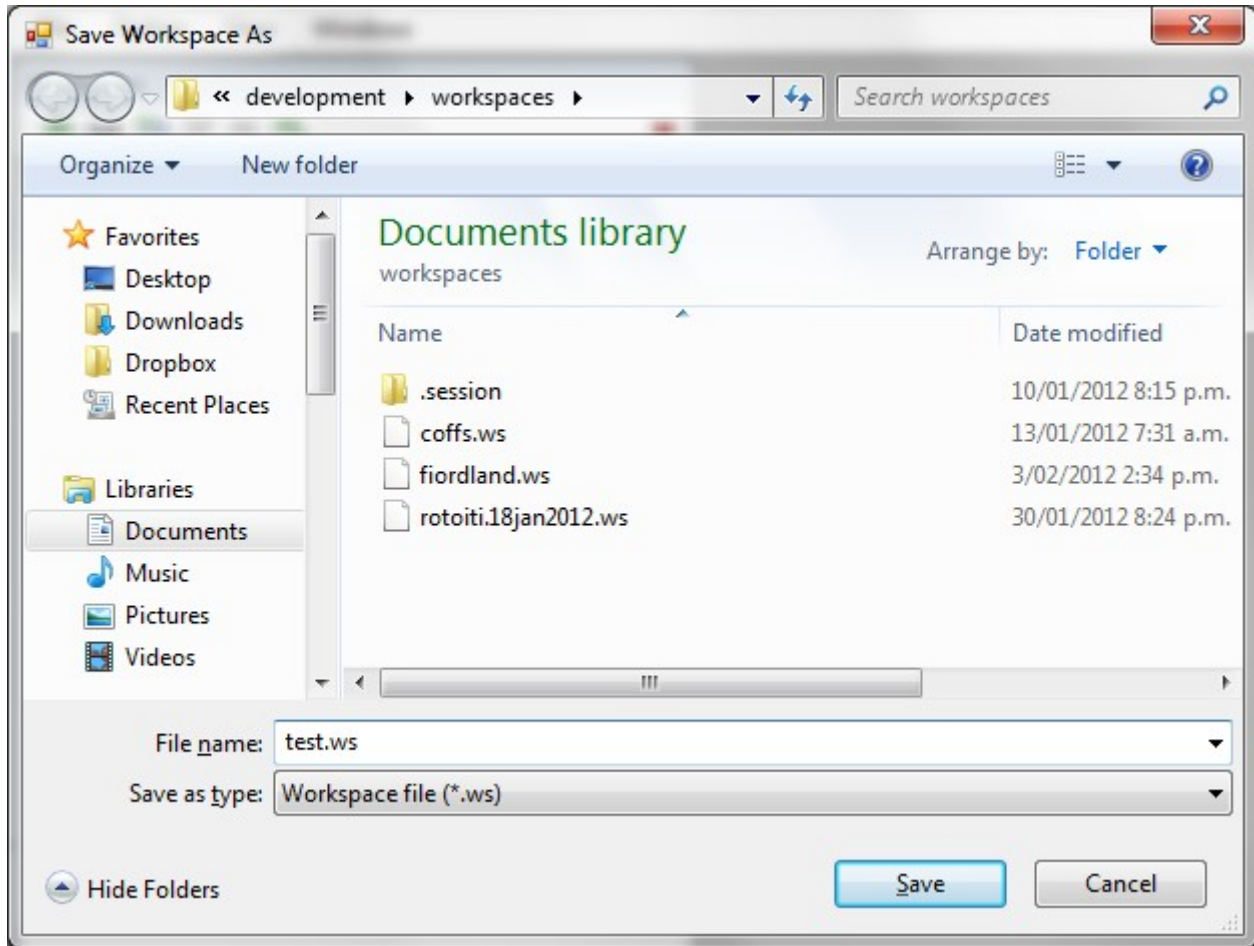 Save Workspace As
« development ▸ workspaces ▸ Search workspaces
Organize ▾ New folder
Favorites
Desktop
Downloads
Dropbox
Recent Places
Libraries
Documents
Music
Pictures
Videos
Documents library
workspaces
Arrange by: Folder ▾
Name Date modified
.session 10/01/2012 8:15 p.m.
coffs.ws 13/01/2012 7:31 a.m.
fiordland.ws 3/02/2012 2:34 p.m.
rotoiti.18jan2012.ws 30/01/2012 8:24 p.m.
File name: test.ws
Save as type: Workspace file (*.ws)
Hide Folders Save Cancel